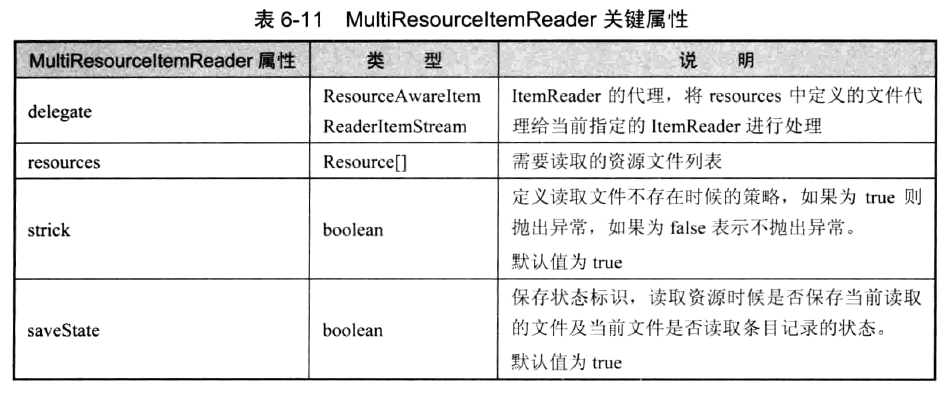 表 6-11 MultiResourceItemReader 关键属性
MultiResourceItemReader 属性 类 型 说 明
delegate ResourceAwareItem ItemReader 的代理，将 resources 中定义的文件代
ReaderItemStream 理给当前指定的 ItemReader 进行处理
resources Resource[] 需要读取的资源文件列表
定义读取文件不存在时候的策略，如果为 true 则
strick boolean 抛出异常，如果为 false 表示不抛出异常。
默认值为 true
保存状态标识，读取资源时候是否保存当前读取
saveState boolean 的文件及当前文件是否读取条目记录的状态。
默认值为 true